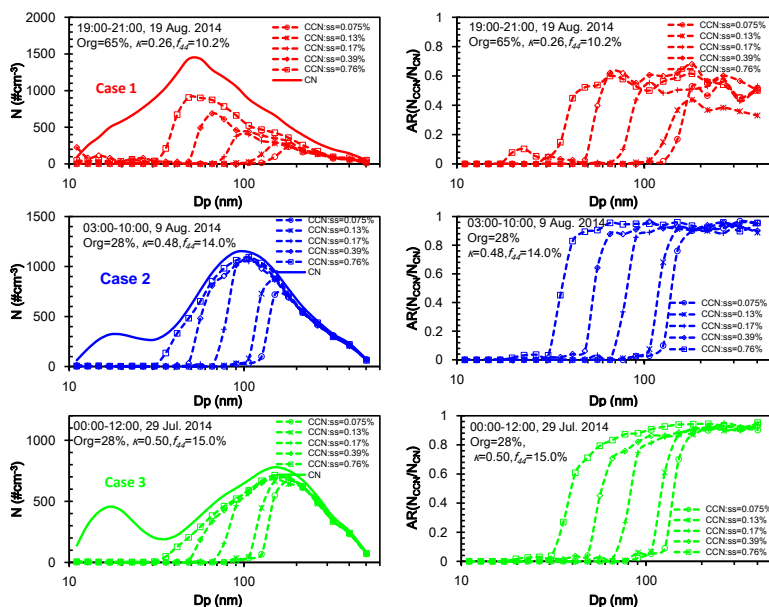 2000
1500
1000
500
0
N (#cm-3)
19:00-21:00, 19 Aug. 2014
Org=65%, κ=0.26, f44=10.2%
Case 1
CCN:ss=0.075%
CCN:ss=0.13%
CCN:ss=0.17%
CCN:ss=0.39%
CCN:ss=0.76%
CN
10 100
Dp (nm)
1
0.8
0.6
0.4
0.2
0
AR(NCCN/NCN)
19:00-21:00, 19 Aug. 2014
Org=65%, κ=0.26, f44=10.2%
CCN:ss=0.075%
CCN:ss=0.13%
CCN:ss=0.17%
CCN:ss=0.39%
CCN:ss=0.76%
10 100
Dp (nm)
1500
1000
500
0
N (#cm-3)
03:00-10:00, 9 Aug. 2014
Org=28%, κ=0.48, f44=14.0%
Case 2
CCN:ss=0.075%
CCN:ss=0.13%
CCN:ss=0.17%
CCN:ss=0.39%
CCN:ss=0.76%
CN
10 100
Dp (nm)
1
0.8
0.6
0.4
0.2
0
AR(NCCN/NCN)
03:00-10:00, 9 Aug. 2014
Org=28%
κ=0.48, f44=14.0%
CCN:ss=0.075%
CCN:ss=0.13%
CCN:ss=0.17%
CCN:ss=0.39%
CCN:ss=0.76%
10 100
Dp (nm)
1000
500
0
N (#cm-3)
00:00-12:00, 29 Jul. 2014
Org=28%, κ=0.50, f44=15.0%
Case 3
CCN:ss=0.075%
CCN:ss=0.13%
CCN:ss=0.17%
CCN:ss=0.39%
CCN:ss=0.76%
CN
10 100
Dp (nm)
1
0.8
0.6
0.4
0.2
0
AR(NCCN/NCN)
00:00-12:00, 29 Jul. 2014
Org=28%,
κ=0.50, f44=15.0%
CCN:ss=0.075%
CCN:ss=0.13%
CCN:ss=0.17%
CCN:ss=0.39%
CCN:ss=0.76%
10 100
Dp (nm)